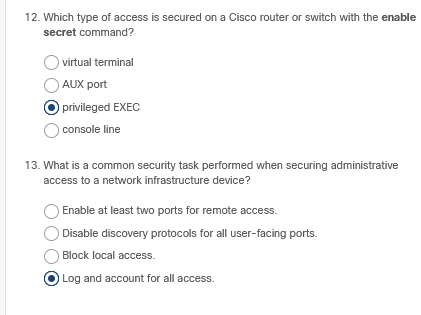 12. Which type of access is secured on a Cisco router or switch with the enable
secret command?
virtual terminal
AUX port
privileged EXEC
console line
13. What is a common security task performed when securing administrative
access to a network infrastructure device?
Enable at least two ports for remote access.
Disable discovery protocols for all user-facing ports.
Block local access.
Log and account for all access.